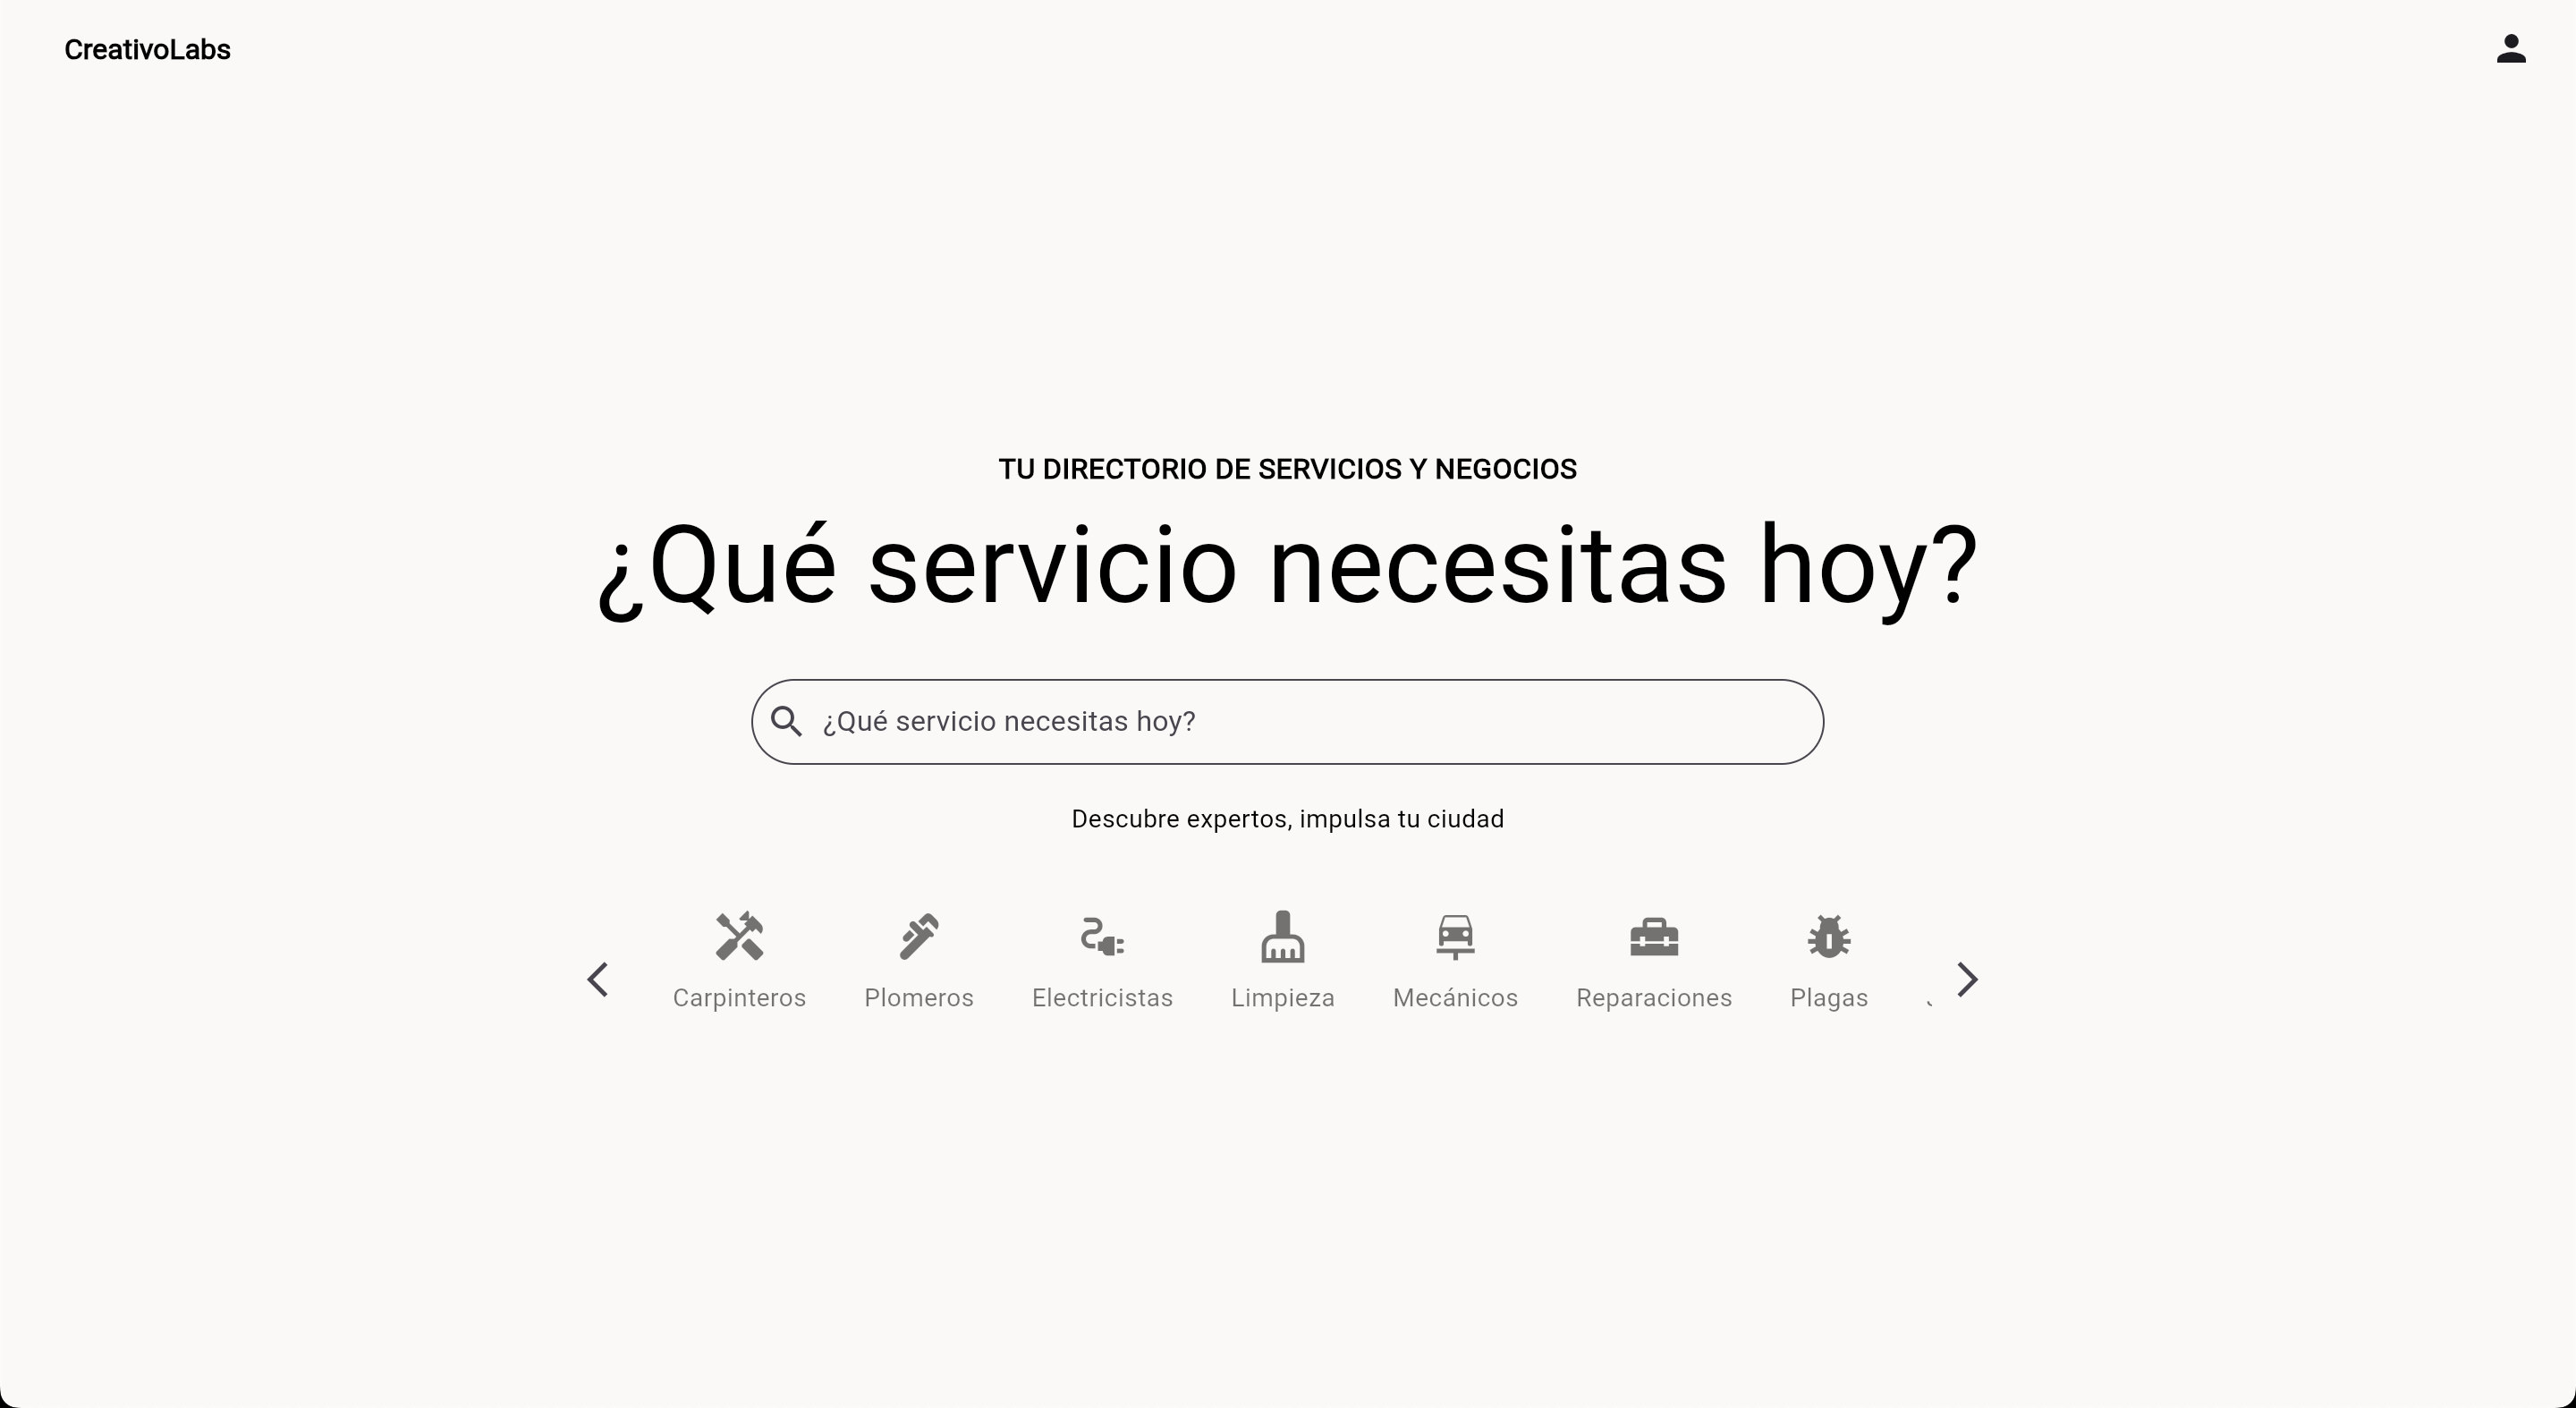 CreativoLabs
TU DIRECTORIO DE SERVICIOS Y NEGOCIOS
¿Qué servicio necesitas hoy?
¿Qué servicio necesitas hoy?
Descubre expertos, impulsa tu ciudad
Carpinteros
Plomeros
Electricistas
Limpieza
Mecánicos
Reparaciones
Plagas